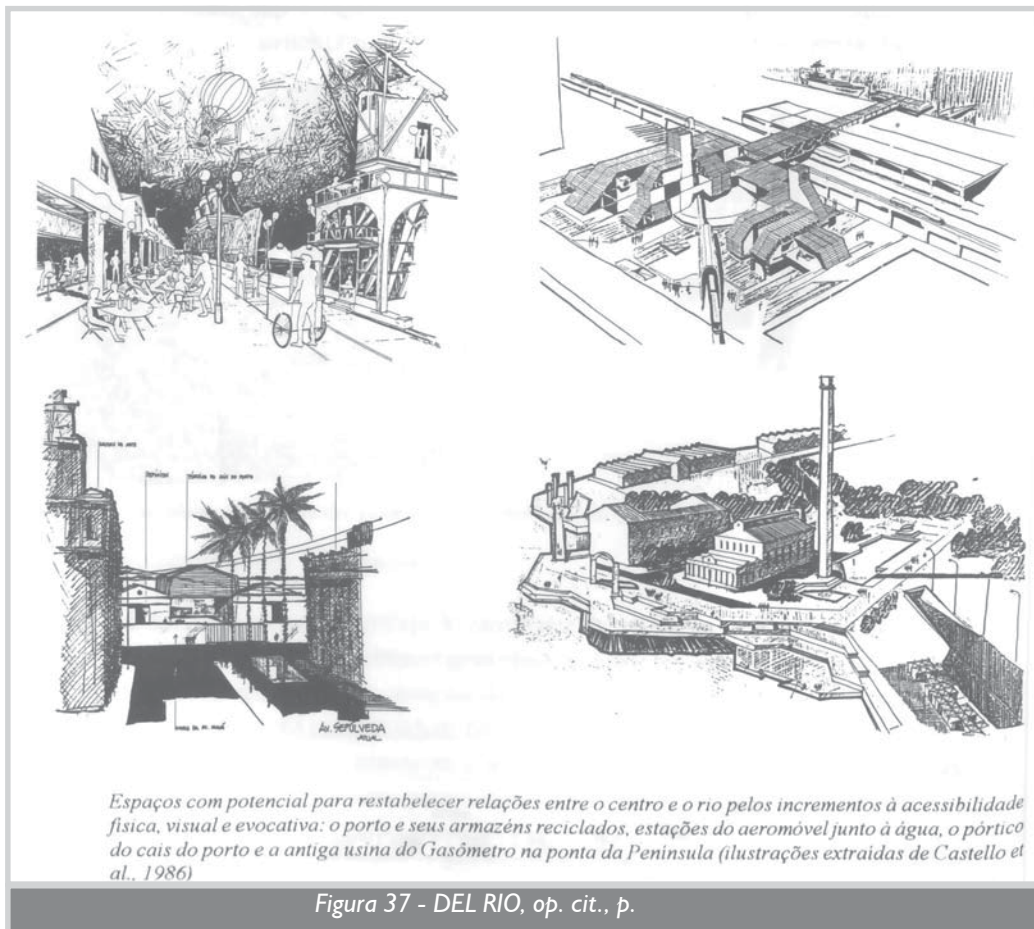 Av. SEPÚLVEDA
ATUAL
Espaços com potencial para restabelecer relações entre o centro e o rio pelos incrementos à acessibilidade
física, visual e evocativa: o porto e seus armazéns reciclados, estações do aeromóvel junto à água, o pórtico
do cais do porto e a antiga usina do Gasômetro na ponta da Península (ilustrações extraídas de Castello et
al., 1986)
Figura 37 - DEL RIO, op. cit., p.